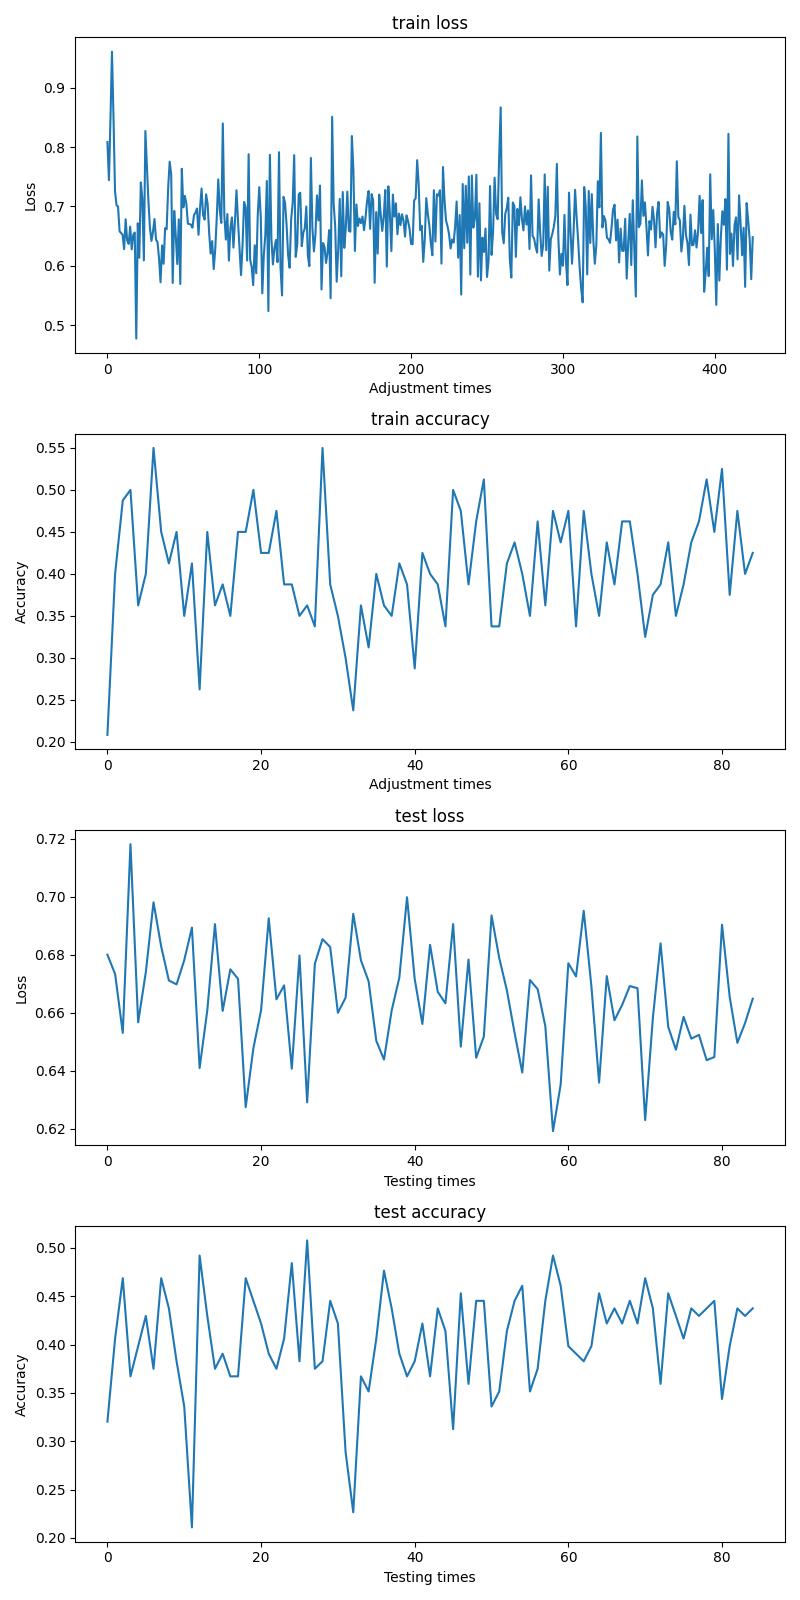 train loss
0.9
0.8
0.7
0.6
0.5
Loss
0 100 200 300 400
Adjustment times
train accuracy
0.55
0.50
0.45
0.40
0.35
0.30
0.25
0.20
Accuracy
0 20 40 60 80
Adjustment times
test loss
0.72
0.70
0.68
0.66
0.64
0.62
Loss
0 20 40 60 80
Testing times
test accuracy
0.50
0.45
0.40
0.35
0.30
0.25
0.20
Accuracy
0 20 40 60 80
Testing times